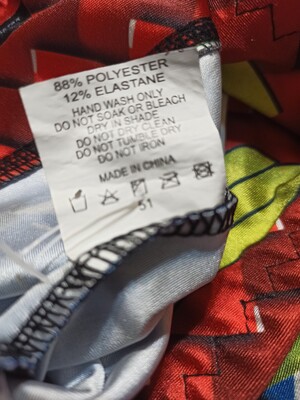 88% POLYESTER
12% ELASTANE
HAND WASH ONLY
DO NOT SOAK OR BLEACH
DRY IN SHADE
DO NOT DRY CLEAN
DO NOT TUMBLE DRY
DO NOT IRON
MADE IN CHINA
51